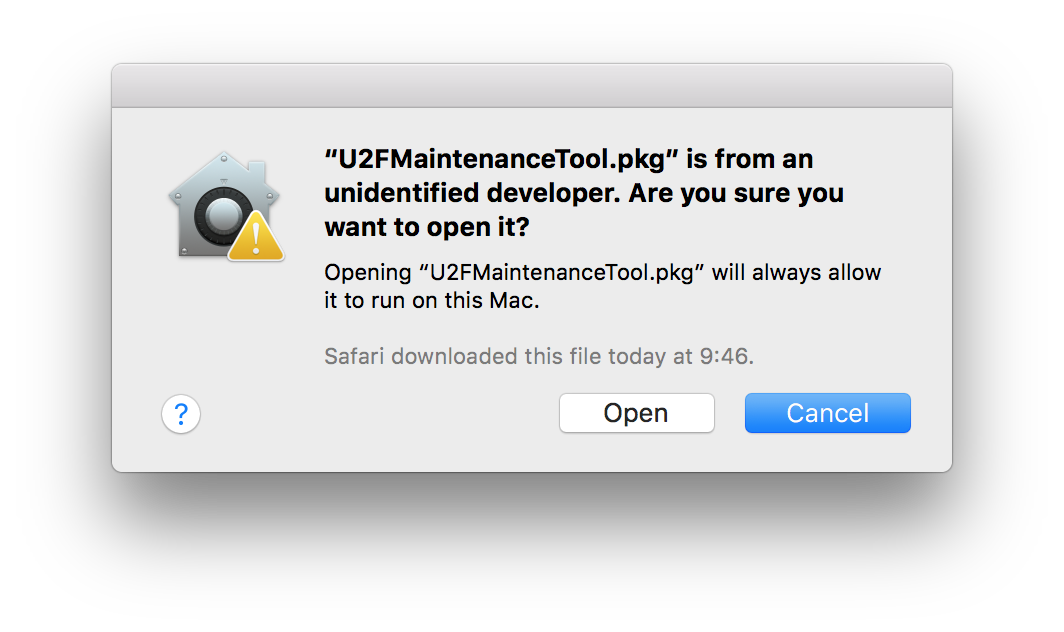 “U2FMaintenanceTool.pkg” is from an
unidentified developer. Are you sure you
want to open it?
Opening “U2FMaintenanceTool.pkg” will always allow
it to run on this Mac.
Safari downloaded this file today at 9:46.
?
Open
Cancel